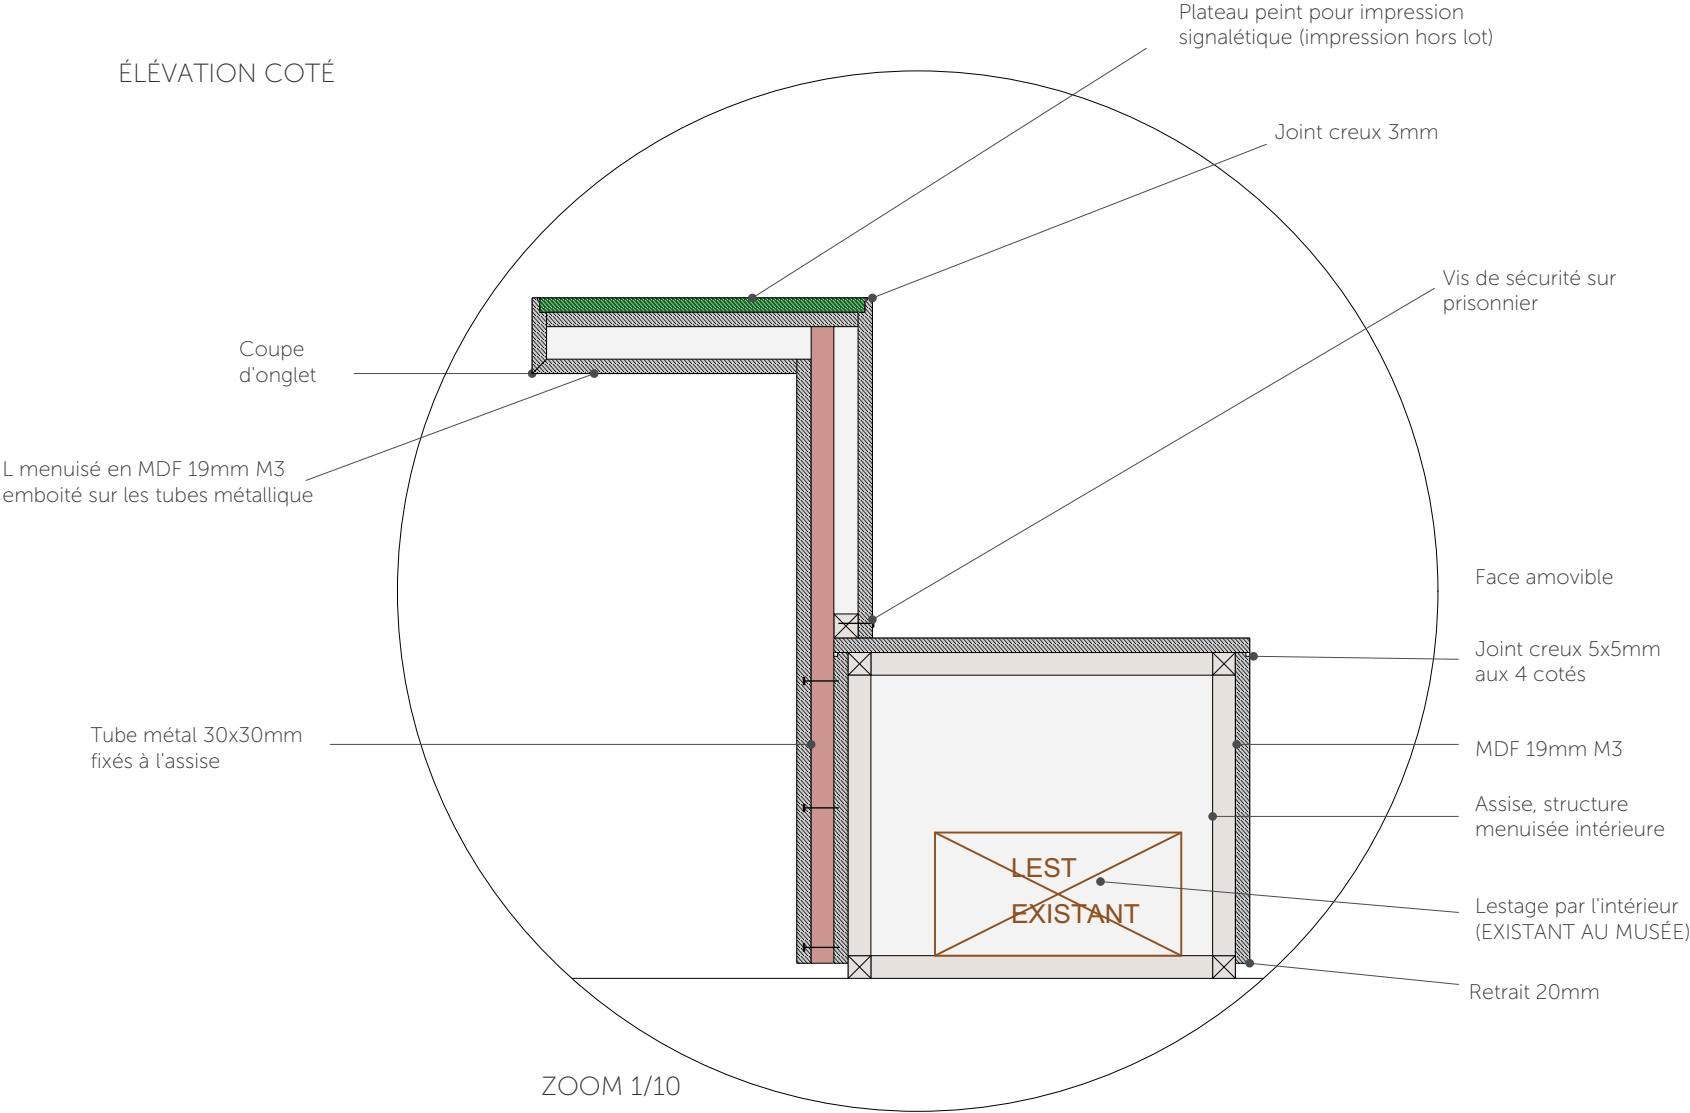 Plateau peint pour impression
signalétique (impression hors lot)
ÉLÉVATION COTÉ
Joint creux 3mm
Vis de sécurité sur
prisonnier
Coupe
d'onglet
L menuisé en MDF 19mm M3
emboité sur les tubes métallique
Face amovible
Joint creux 5x5mm
aux 4 cotés
Tube métal 30x30mm
fixés à l'assise
MDF 19mm M3
Assise, structure
menuisée intérieure
LEST
EXISTANT
Lestage par l'intérieur
(EXISTANT AU MUSÉE)
Retrait 20mm
ZOOM 1/10